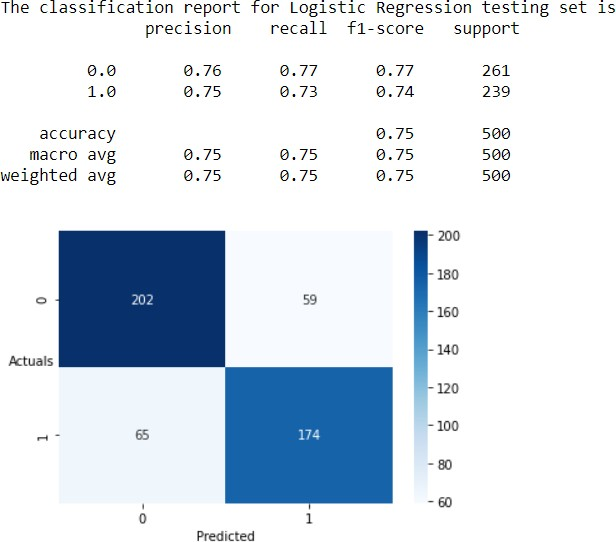 The classification report for Logistic Regression testing set is
precision recall f1-score support
0.0 0.76 0.77 0.77 261
1.0 0.75 0.73 0.74 239
accuracy 0.75 500
macro avg 0.75 0.75 0.75 500
weighted avg 0.75 0.75 0.75 500
200
0 202 59
180
160
140
Actuals
120
100
1 65 174
80
60
0 1
Predicted